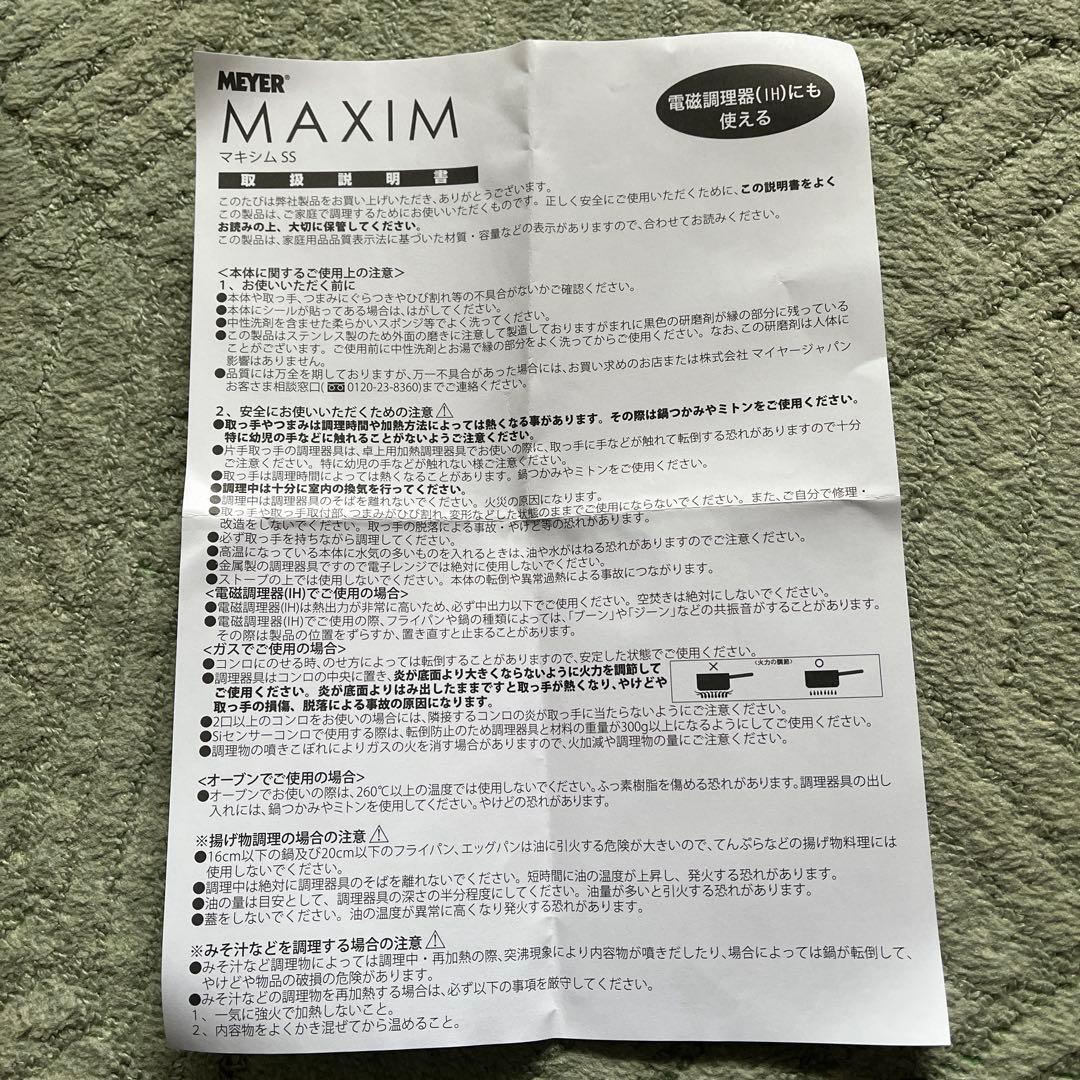 MEYER®
MAXIM
マキシム SS
電磁調理器(IH)にも
使える
取扱説明書
このたびは弊社製品をお買い上げいただき、ありがとうございます。
この製品は、ご家庭で調理するためにお使いいただくものです。正しく安全にご使用いただくために、この説明書をよく
お読みの上、大切に保管してください。
この製品は、家庭用品品質表示法に基づいた材質・容量などの表示がありますので、合わせてお読みください。
<本体に関するご使用上の注意>
1、お使いいただく前に
●本体や取っ手、つまみにぐらつきやひび割れ等の不具合がないかご確認ください。
●本体にシールが貼ってある場合は、はがしてください。
●中性洗剤を含ませた柔らかいスポンジ等でよく洗ってください。
●この製品はステンレス製のため外面の磨きに注意して製造しておりますがまれに黒色の研磨剤が縁の部分に残っている
ことがございます。ご使用前に中性洗剤とお湯で縁の部分をよく洗ってからご使用ください。なお、この研磨剤は人体に
影響はありません。
●品質には万全を期しておりますが、万一不具合があった場合には、お買い求めのお店または株式会社 マイヤージャパン
お客さま相談窓口( 0120-23-8360)までご連絡ください。
2、安全にお使いいただくための注意⚠
●取っ手やつまみは調理時間や加熱方法によっては熱くなる事があります。その際は鍋つかみやミトンをご使用ください。
特に幼児の手などに触れることがないようご注意ください。
●片手取っ手の調理器具は、卓上用加熱調理器具でお使いの際に、取っ手に手などが触れて転倒する恐れがありますので十分
ご注意ください。特に幼児の手などが触れない様ご注意ください。
●取っ手は調理時間によっては熱くなることがあります。鍋つかみやミトンをご使用ください。
●調理中は十分に室内の換気を行ってください。
●調理中は調理器具のそばを離れないでください。火災の原因になります。
●取っ手や取っ手取付部、つまみがひび割れ、変形などした状態のままでご使用にならないでください。また、ご自分で修理・
改造をしないでください。取っ手の脱落による事故・やけど等の恐れがあります。
●必ず取っ手を持ちながら調理してください。
●高温になっている本体に水気の多いものを入れるときは、油や水がはねる恐れがありますのでご注意ください。
●金属製の調理器具ですので電子レンジでは絶対に使用しないでください。
●ストーブの上では使用しないでください。本体の転倒や異常過熱による事故につながります。
<電磁調理器(IH)でご使用の場合>
●電磁調理器(IH)は熱出力が非常に高いため、必ず中出力以下でご使用ください。空焚きは絶対にしないでください。
●電磁調理器(IH)でご使用の際、フライパンや鍋の種類によっては、「ブーン」や「ジーン」などの共振音がすることがあります。
その際は製品の位置をずらすか、置き直すと止まることがあります。
<ガスでご使用の場合>
●コンロにのせる時、のせ方によっては転倒することがありますので、安定した状態でご使用ください。
●調理器具はコンロの中央に置き、炎が底面より大きくならないように火力を調節して
ご使用ください。炎が底面よりはみ出したままですと取っ手が熱くなり、やけどや
取っ手の損傷、脱落による事故の原因になります。
× 〈火力の調節〉 ○
●2口以上のコンロをお使いの場合には、隣接するコンロの炎が取っ手に当たらないようにご注意ください。
●Siセンサーコンロで使用する際は、転倒防止のため調理器具と材料の重量が300g以上になるようにしてご使用ください。
●調理物の噴きこぼれによりガスの火を消す場合がありますので、火加減や調理物の量にご注意ください。
<オーブンでご使用の場合>
●オーブンでお使いの際は、260℃以上の温度では使用しないでください。ふっ素樹脂を傷める恐れがあります。調理器具の出し
入れには、鍋つかみやミトンを使用してください。やけどの恐れがあります。
※揚げ物調理の場合の注意⚠
●16cm以下の鍋及び20cm以下のフライパン、エッグパンは油に引火する危険が大きいので、てんぷらなどの揚げ物料理には
使用しないでください。
●調理中は絶対に調理器具のそばを離れないでください。短時間に油の温度が上昇し、発火する恐れがあります。
●油の量は目安として、調理器具の深さの半分程度にしてください。油量が多いと引火する恐れがあります。
●蓋をしないでください。油の温度が異常に高くなり発火する恐れがあります。
※みそ汁などを調理する場合の注意⚠
●みそ汁など調理物によっては調理中・再加熱の際、突沸現象により内容物が噴きだしたり、場合によっては鍋が転倒して、
やけどや物品の破損の危険があります。
●みそ汁などの調理物を再加熱する場合は、必ず以下の事項を厳守してください。
1、一気に強火で加熱しないこと。
2、内容物をよくかき混ぜてから温めること。